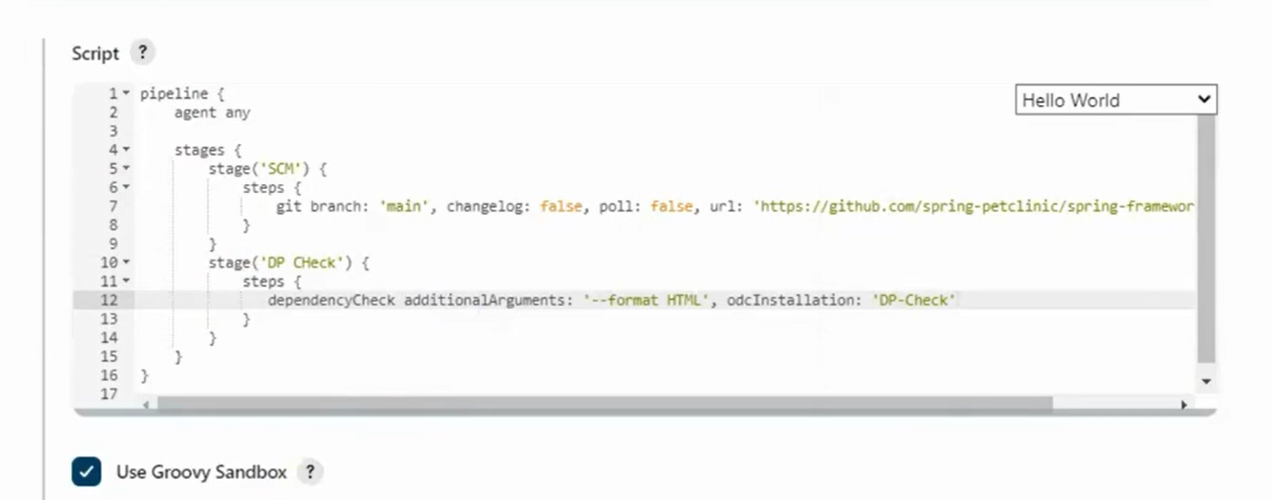 Script ?
Hello World
1 pipeline {
2     agent any
3
4     stages {
5         stage('SCM') {
6             steps {
7                 git branch: 'main', changelog: false, poll: false, url: 'https://github.com/spring-petclinic/spring-framewor
8             }
9         }
10         stage('DP CHeck') {
11             steps {
12                dependencyCheck additionalArguments: '--format HTML', odcInstallation: 'DP-Check'
13             }
14         }
15     }
16 }
17
Use Groovy Sandbox ?